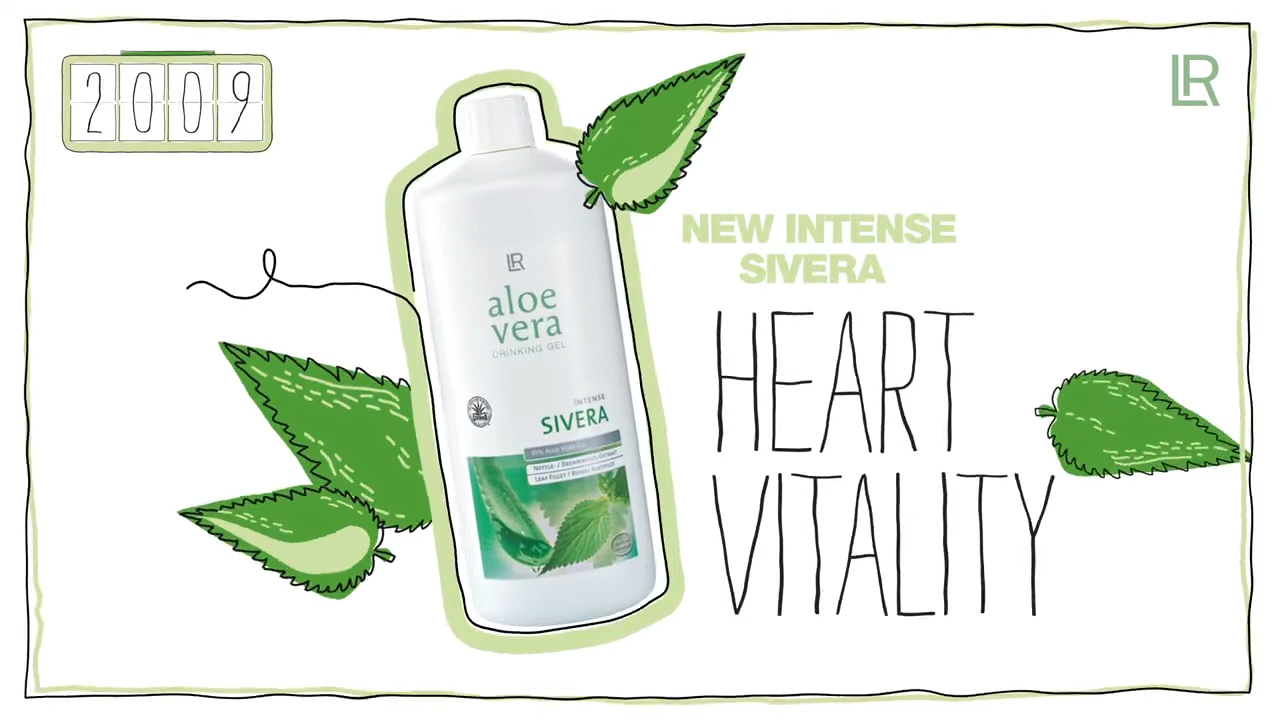 2009
LR
NEW INTENSE
SIVERA
HEART
VITALITY
LR
aloe
vera
DRINKING GEL
INTENSE
SIVERA